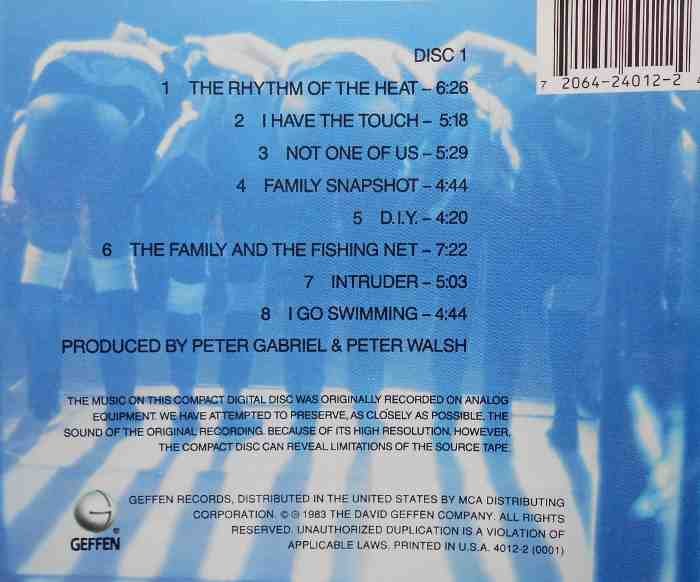 DISC 1
1 THE RHYTHM OF THE HEAT – 6:26
2 I HAVE THE TOUCH – 5:18
3 NOT ONE OF US – 5:29
4 FAMILY SNAPSHOT – 4:44
5 D.I.Y. – 4:20
6 THE FAMILY AND THE FISHING NET – 7:22
7 INTRUDER – 5:03
8 I GO SWIMMING – 4:44
PRODUCED BY PETER GABRIEL & PETER WALSH
7 2064-24012-2 4
THE MUSIC ON THIS COMPACT DIGITAL DISC WAS ORIGINALLY RECORDED ON ANALOG
EQUIPMENT. WE HAVE ATTEMPTED TO PRESERVE, AS CLOSELY AS POSSIBLE, THE
SOUND OF THE ORIGINAL RECORDING. BECAUSE OF ITS HIGH RESOLUTION, HOWEVER,
THE COMPACT DISC CAN REVEAL LIMITATIONS OF THE SOURCE TAPE.
GEFFEN RECORDS, DISTRIBUTED IN THE UNITED STATES BY MCA DISTRIBUTING
CORPORATION. © ℗ 1983 THE DAVID GEFFEN COMPANY. ALL RIGHTS
RESERVED. UNAUTHORIZED DUPLICATION IS A VIOLATION OF
APPLICABLE LAWS. PRINTED IN U.S.A. 4012-2 (0001)
G ®
GEFFEN